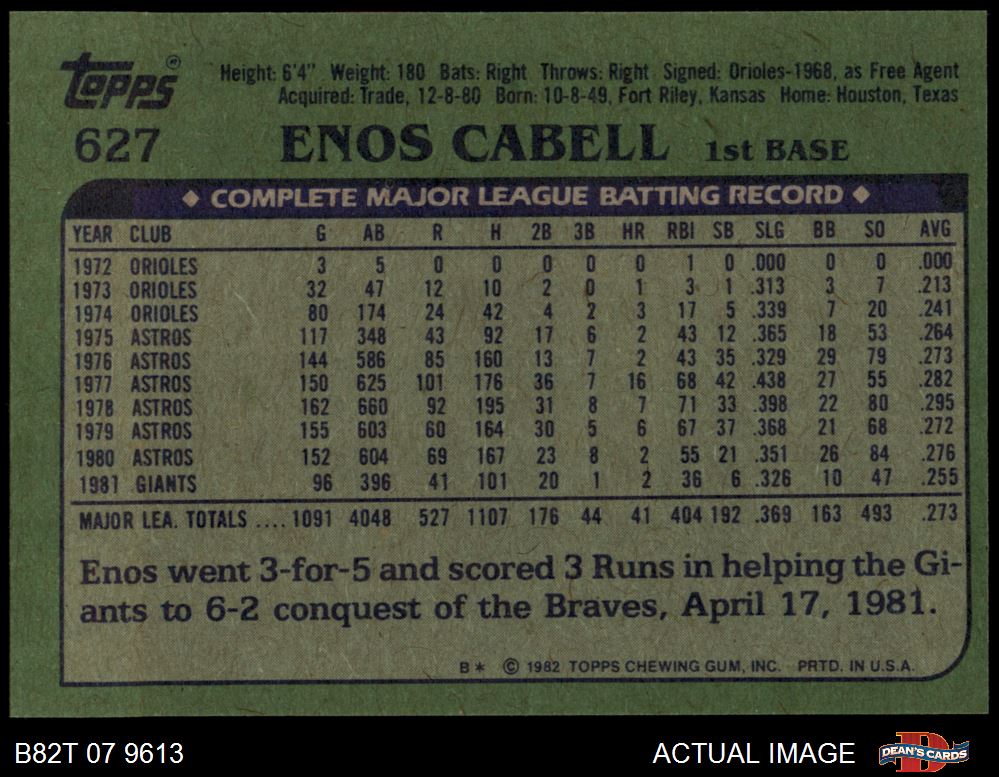 topps®
Height: 6'4" Weight: 180 Bats: Right Throws: Right Signed: Orioles-1968, as Free Agent
Acquired: Trade, 12-8-80 Born: 10-8-49, Fort Riley, Kansas Home: Houston, Texas
627 ENOS CABELL 1st BASE
◆ COMPLETE MAJOR LEAGUE BATTING RECORD ◆
YEAR CLUB G AB R H 2B 3B HR RBI SB SLG BB SO AVG
1972 ORIOLES 3 5 0 0 0 0 0 1 0 .000 0 0 .000
1973 ORIOLES 32 47 12 10 2 0 1 3 1 .313 3 7 .213
1974 ORIOLES 80 174 24 42 4 2 3 17 5 .339 7 20 .241
1975 ASTROS 117 348 43 92 17 6 2 43 12 .365 18 53 .264
1976 ASTROS 144 586 85 160 13 7 2 43 35 .329 29 79 .273
1977 ASTROS 150 625 101 176 36 7 16 68 42 .438 27 55 .282
1978 ASTROS 162 660 92 195 31 8 7 71 33 .398 22 80 .295
1979 ASTROS 155 603 60 164 30 5 6 67 37 .368 21 68 .272
1980 ASTROS 152 604 69 167 23 8 2 55 21 .351 26 84 .276
1981 GIANTS 96 396 41 101 20 1 2 36 6 .326 10 47 .255
MAJOR LEA. TOTALS .... 1091 4048 527 1107 176 44 41 404 192 .369 163 493 .273
Enos went 3-for-5 and scored 3 Runs in helping the Gi-
ants to 6-2 conquest of the Braves, April 17, 1981.
B* © 1982 TOPPS CHEWING GUM, INC. PRTD. IN U.S.A.
B82T 07 9613 ACTUAL IMAGE DEAN'S CARDS